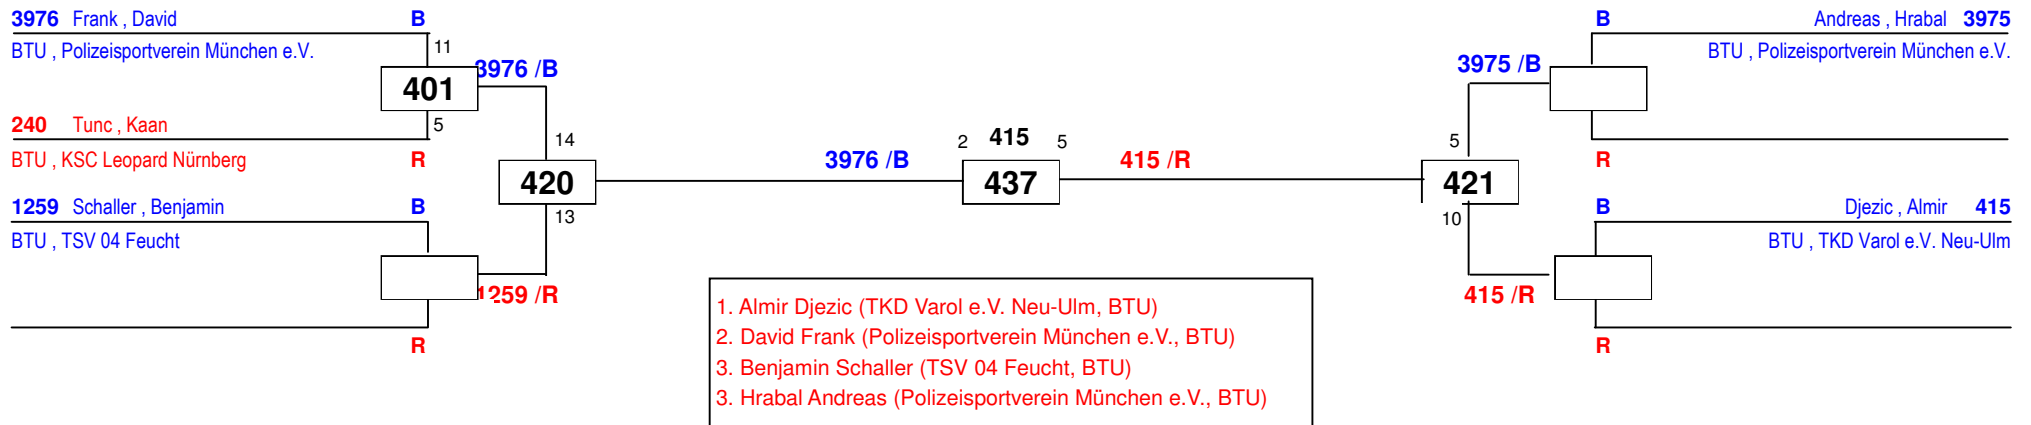 3976 Frank , David B
BTU , Polizeisportverein München e.V.
11
3976 /B
401
5
240 Tunc , Kaan
BTU , KSC Leopard Nürnberg R
14
420
13
1259 Schaller , Benjamin B
BTU , TSV 04 Feucht
1259 /R
R
3976 /B
2 415 5
437
415 /R
B Andreas , Hrabal 3975
BTU , Polizeisportverein München e.V.
3975 /B
R
5
421
10
B Djezic , Almir 415
BTU , TKD Varol e.V. Neu-Ulm
415 /R
R
1. Almir Djezic (TKD Varol e.V. Neu-Ulm, BTU)
2. David Frank (Polizeisportverein München e.V., BTU)
3. Benjamin Schaller (TSV 04 Feucht, BTU)
3. Hrabal Andreas (Polizeisportverein München e.V., BTU)